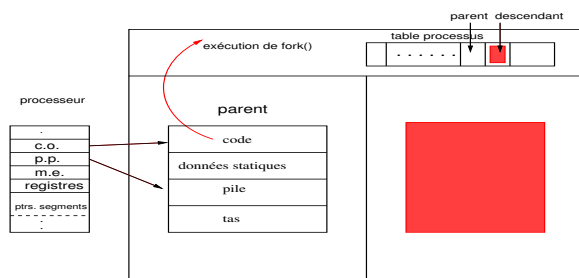 parent descendant
exécution de fork()
table processus
. . . . . .
processeur
parent
.
c.o.
p.p.
m.e.
registres
ptrs. segments
.
.
code
données statiques
pile
tas